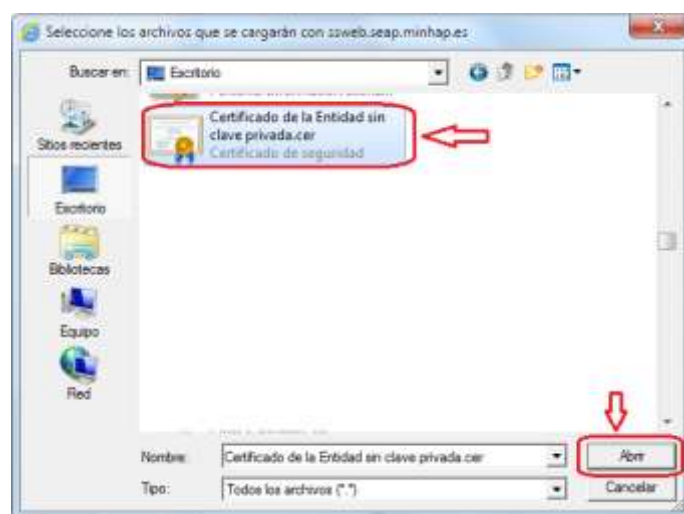 Seleccione los archivos que se cargarán con ssweb.seap.minhap.es
Buscar en:
Escritorio
Certificado de la Entidad sin
clave privada.cer
Certificado de seguridad
Sitios recientes
Escritorio
Bibliotecas
Equipo
Red
Nombre:
Certificado de la Entidad sin clave privada.cer
Abrir
Tipo:
Todos los archivos (*.*)
Cancelar